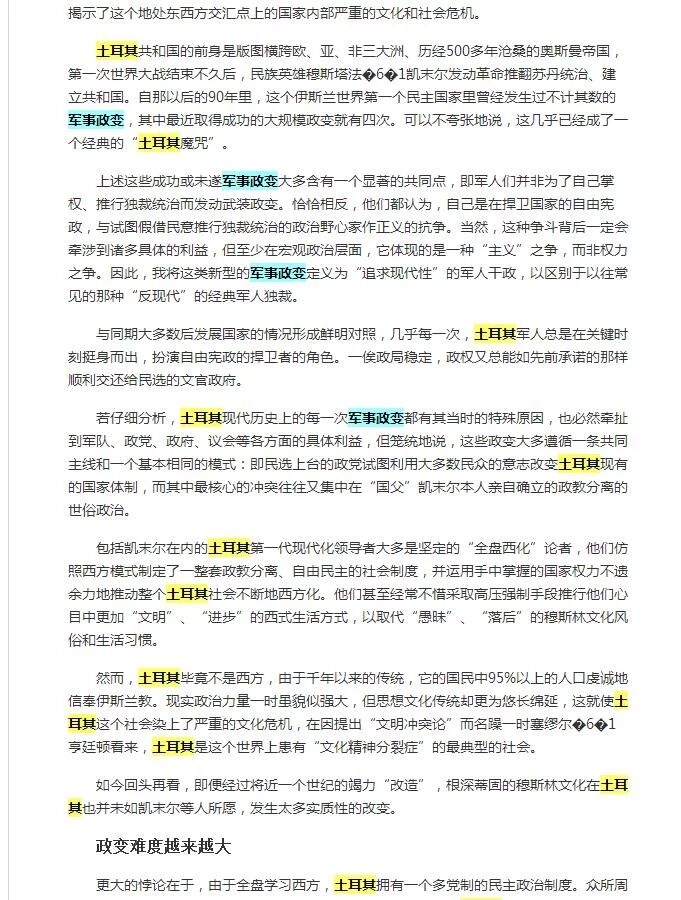 揭示了这个地处东西方交汇点上的国家内部严重的文化和社会危机。
土耳其共和国的前身是版图横跨欧、亚、非三大洲、历经500多年沧桑的奥斯曼帝国，
第一次世界大战结束不久后，民族英雄穆斯塔法�6�1凯末尔发动革命推翻苏丹统治、建
立共和国。自那以后的90年里，这个伊斯兰世界第一个民主国家里曾经发生过不计其数的
军事政变，其中最近取得成功的大规模政变就有四次。可以不夸张地说，这几乎已经成了一
个经典的“土耳其魔咒”。
上述这些成功或未遂军事政变大多含有一个显著的共同点，即军人们并非为了自己掌
权、推行独裁统治而发动武装政变。恰恰相反，他们都认为，自己是在捍卫国家的自由宪
政，与试图假借民意推行独裁统治的政治野心家作正义的抗争。当然，这种争斗背后一定会
牵涉到诸多具体的利益，但至少在宏观政治层面，它体现的是一种“主义”之争，而非权力
之争。因此，我将这类新型的军事政变定义为“追求现代性”的军人干政，以区别于以往常
见的那种“反现代”的经典军人独裁。
与同期大多数后发展国家的情况形成鲜明对照，几乎每一次，土耳其军人总是在关键时
刻挺身而出，扮演自由宪政的捍卫者的角色。一俟政局稳定，政权又总能如先前承诺的那样
顺利交还给民选的文官政府。
若仔细分析，土耳其现代历史上的每一次军事政变都有其当时的特殊原因，也必然牵扯
到军队、政党、政府、议会等各方面的具体利益，但笼统地说，这些政变大多遵循一条共同
主线和一个基本相同的模式：即民选上台的政党试图利用大多数民众的意志改变土耳其现有
的国家体制，而其中最核心的冲突往往又集中在“国父”凯末尔本人亲自确立的政教分离的
世俗政治。
包括凯末尔在内的土耳其第一代现代化领导者大多是坚定的“全盘西化”论者，他们仿
照西方模式制定了一整套政教分离、自由民主的社会制度，并运用手中掌握的国家权力不遗
余力地推动整个土耳其社会不断地西方化。他们甚至经常不惜采取高压强制手段推行他们心
目中更加“文明”、“进步”的西式生活方式，以取代“愚昧”、“落后”的穆斯林文化风
俗和生活习惯。
然而，土耳其毕竟不是西方，由于千年以来的传统，它的国民中95%以上的人口虔诚地
信奉伊斯兰教。现实政治力量一时虽貌似强大，但思想文化传统却更为悠长绵延，这就使土
耳其这个社会染上了严重的文化危机，在因提出“文明冲突论”而名躁一时塞缪尔�6�1
亨廷顿看来，土耳其是这个世界上患有“文化精神分裂症”的最典型的社会。
如今回头再看，即便经过将近一个世纪的竭力“改造”，根深蒂固的穆斯林文化在土耳
其也并未如凯末尔等人所愿，发生太多实质性的改变。
政变难度越来越大
更大的悖论在于，由于全盘学习西方，土耳其拥有一个多党制的民主政治制度。众所周